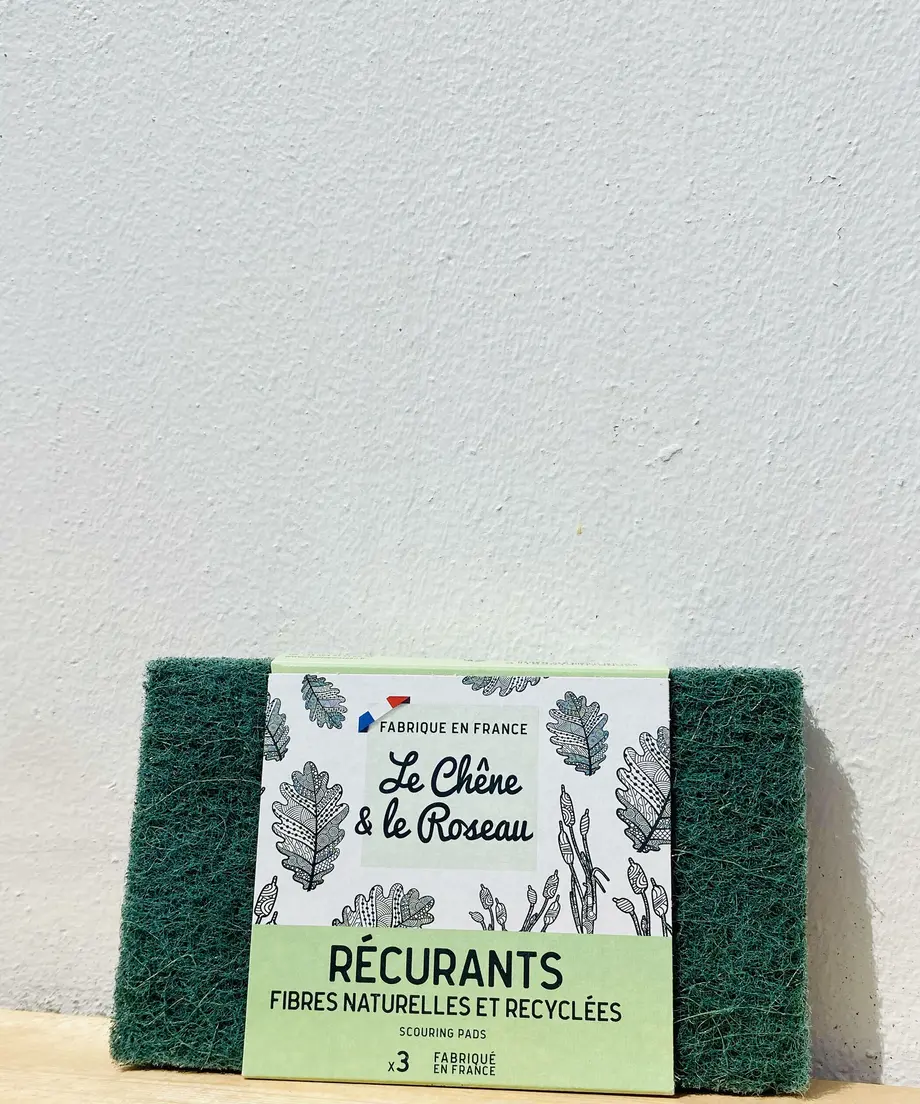 FABRIQUE EN FRANCE
Le Chêne
& le Roseau
RÉCURANTS
FIBRES NATURELLES ET RECYCLÉES
SCOURING PADS
x3 FABRIQUÉ
EN FRANCE